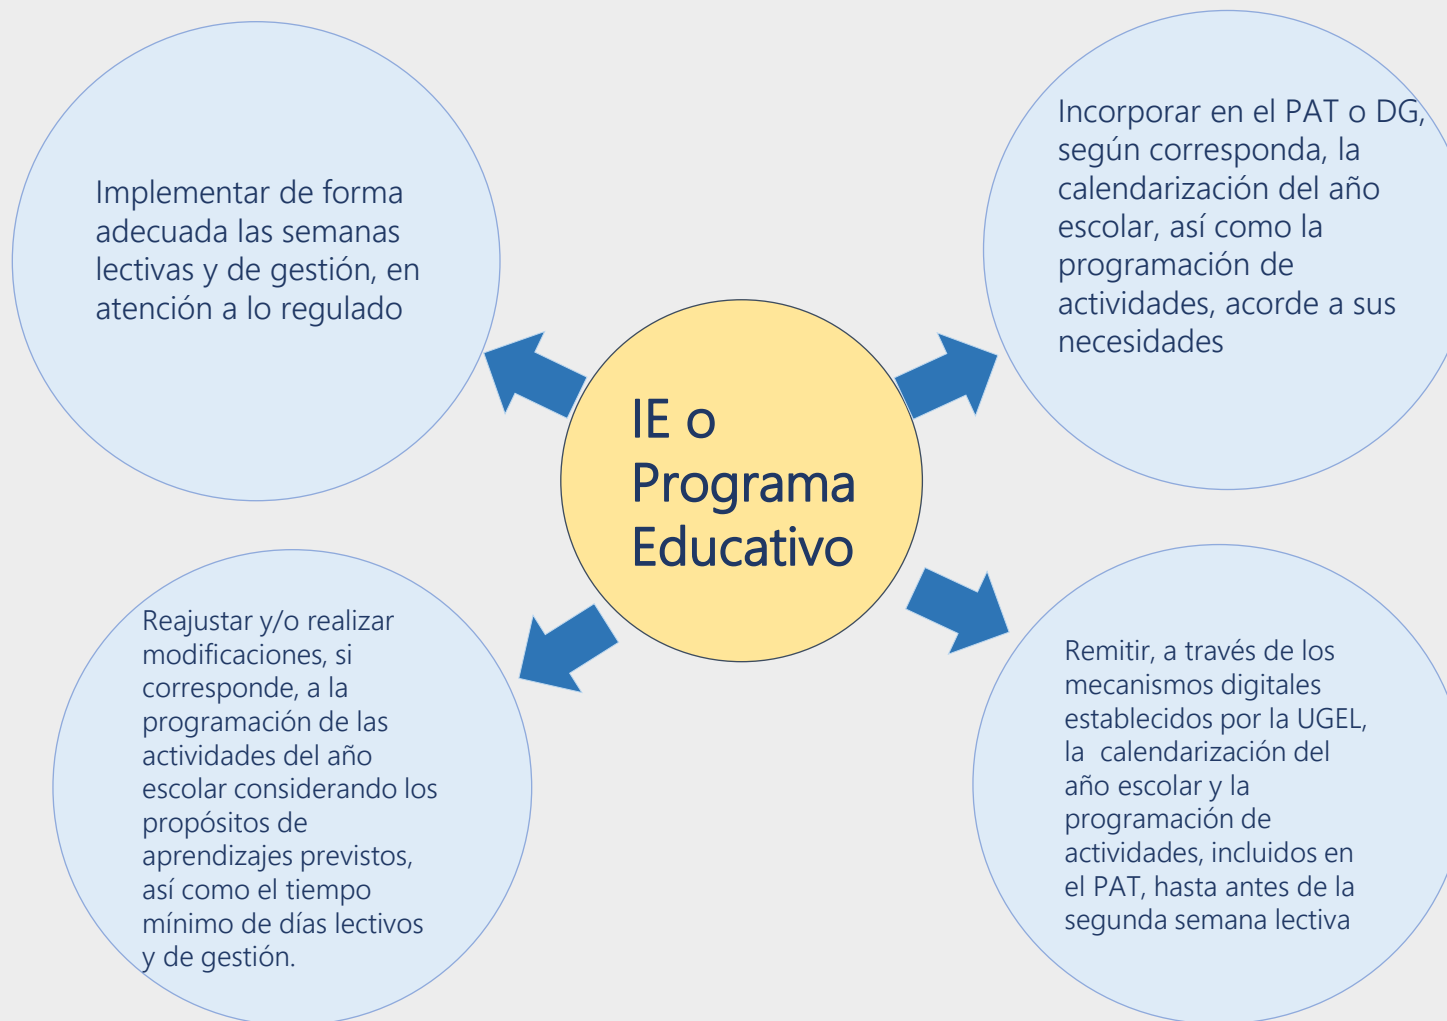 Implementar de forma
adecuada las semanas
lectivas y de gestión, en
atención a lo regulado
Incorporar en el PAT o DG,
según corresponda, la
calendarización del año
escolar, así como la
programación de
actividades, acorde a sus
necesidades
IE o
Programa
Educativo
Reajustar y/o realizar
modificaciones, si
corresponde, a la
programación de las
actividades del año
escolar considerando los
propósitos de
aprendizajes previstos,
así como el tiempo
mínimo de días lectivos
y de gestión.
Remitir, a través de los
mecanismos digitales
establecidos por la UGEL,
la  calendarización del
año escolar y la
programación de
actividades, incluidos en
el PAT, hasta antes de la
segunda semana lectiva